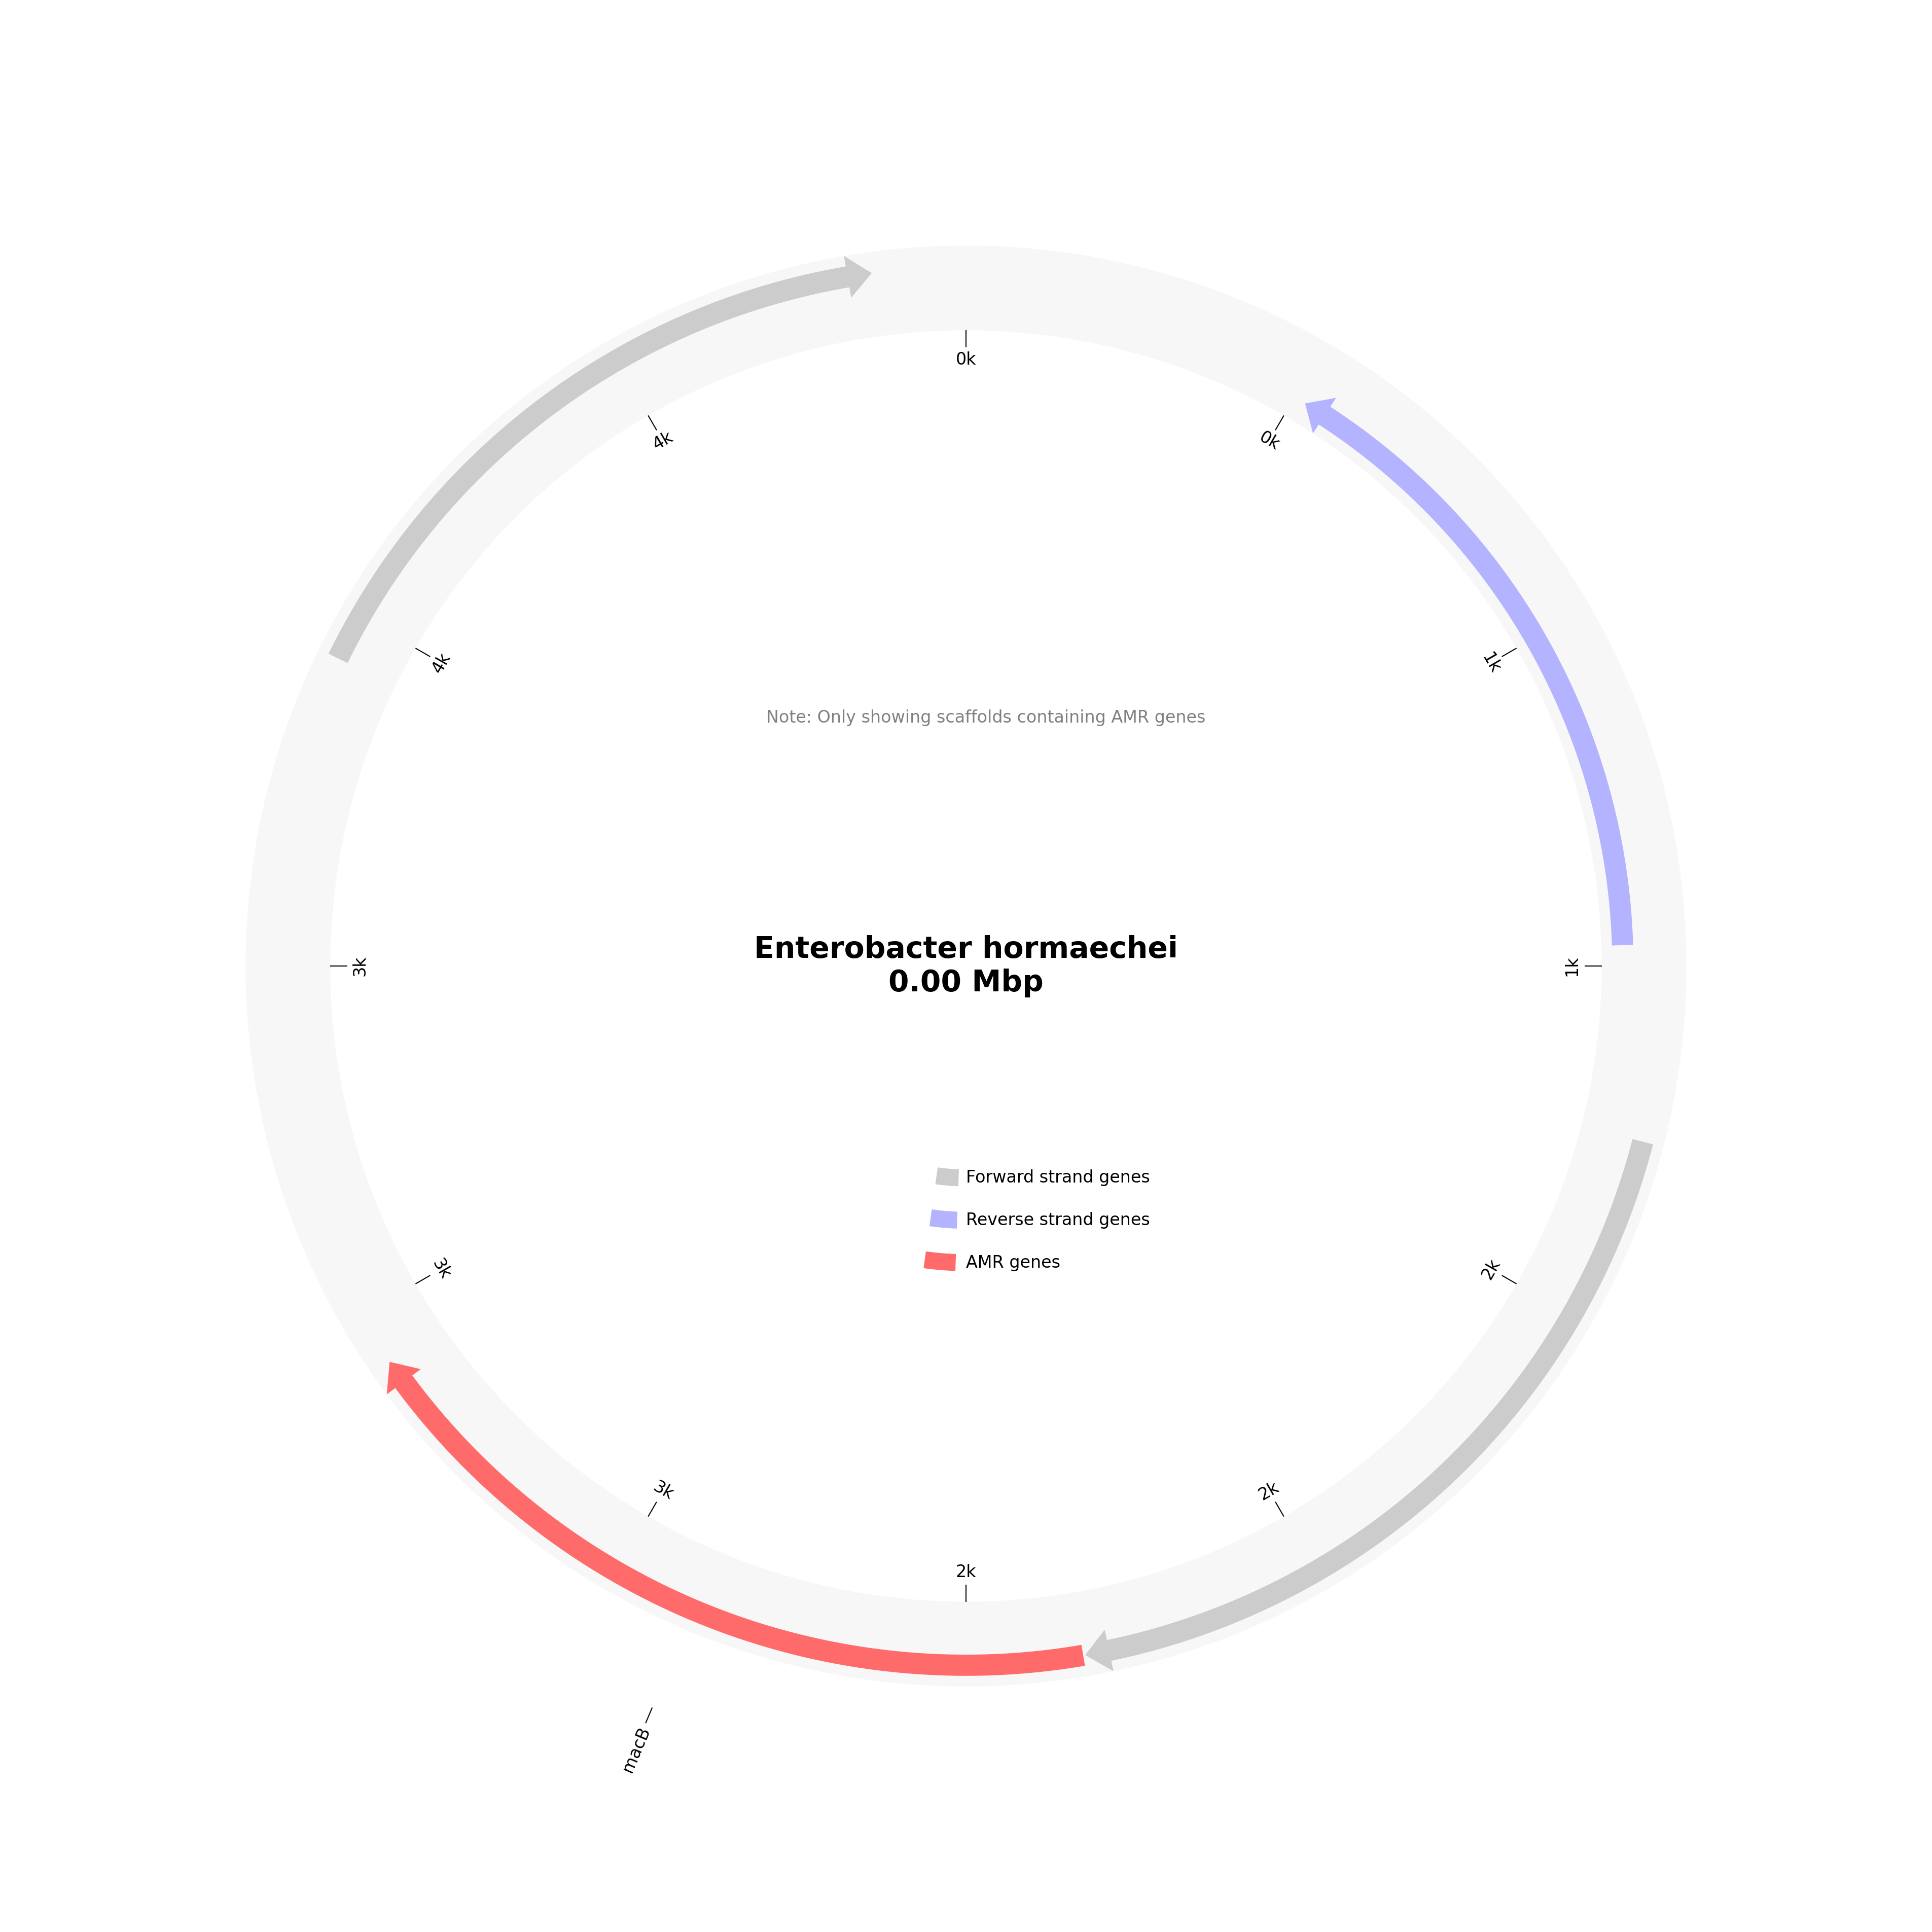 0k
0k
4k
4k
1k
Note: Only showing scaffolds containing AMR genes
Enterobacter hormaechei
0.00 Mbp
3k
1k
Forward strand genes
Reverse strand genes
AMR genes
3k
2k
3k
2k
2k
macB